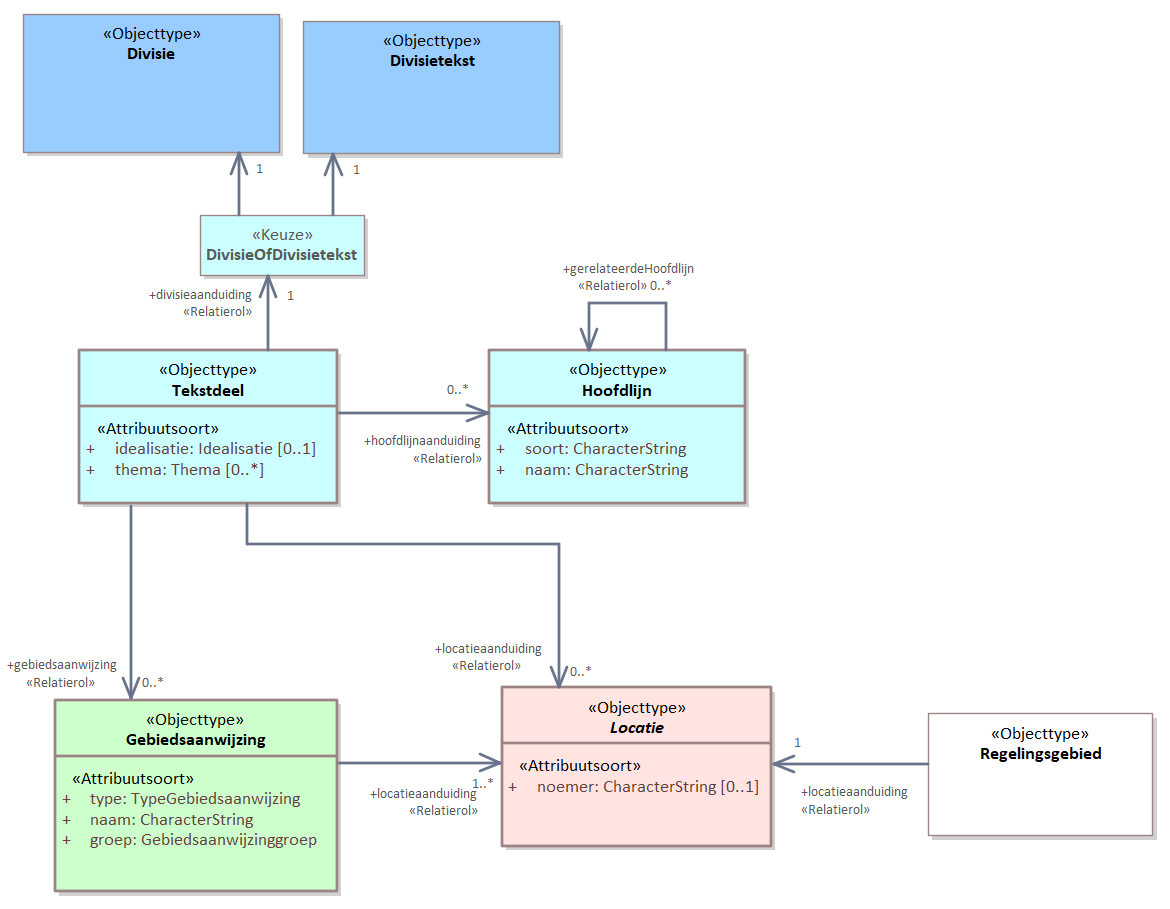 «Objecttype»
Divisie
«Objecttype»
Divisietekst
1
1
«Keuze»
DivisieOfDivisietekst
+divisieaanduiding
«Relatierol»
1
+gerelateerdeHoofdlijn
«Relatierol» 0..*
«Objecttype»
Tekstdeel
«Attribuutsoort»
+ idealisatie: Idealisatie [0..1]
+ thema: Thema [0..*]
0..*
+hoofdlijnaanduiding
«Relatierol»
«Objecttype»
Hoofdlijn
«Attribuutsoort»
+ soort: CharacterString
+ naam: CharacterString
+gebiedsaanwijzing
«Relatierol»
0..*
+locatieaanduiding
«Relatierol»
0..*
«Objecttype»
Gebiedsaanwijzing
«Attribuutsoort»
+ type: TypeGebiedsaanwijzing
+ naam: CharacterString
+ groep: Gebiedsaanwijzinggroep
1..*
+locatieaanduiding
«Relatierol»
«Objecttype»
Locatie
«Attribuutsoort»
+ noemer: CharacterString [0..1]
1
+locatieaanduiding
«Relatierol»
«Objecttype»
Regelingsgebied